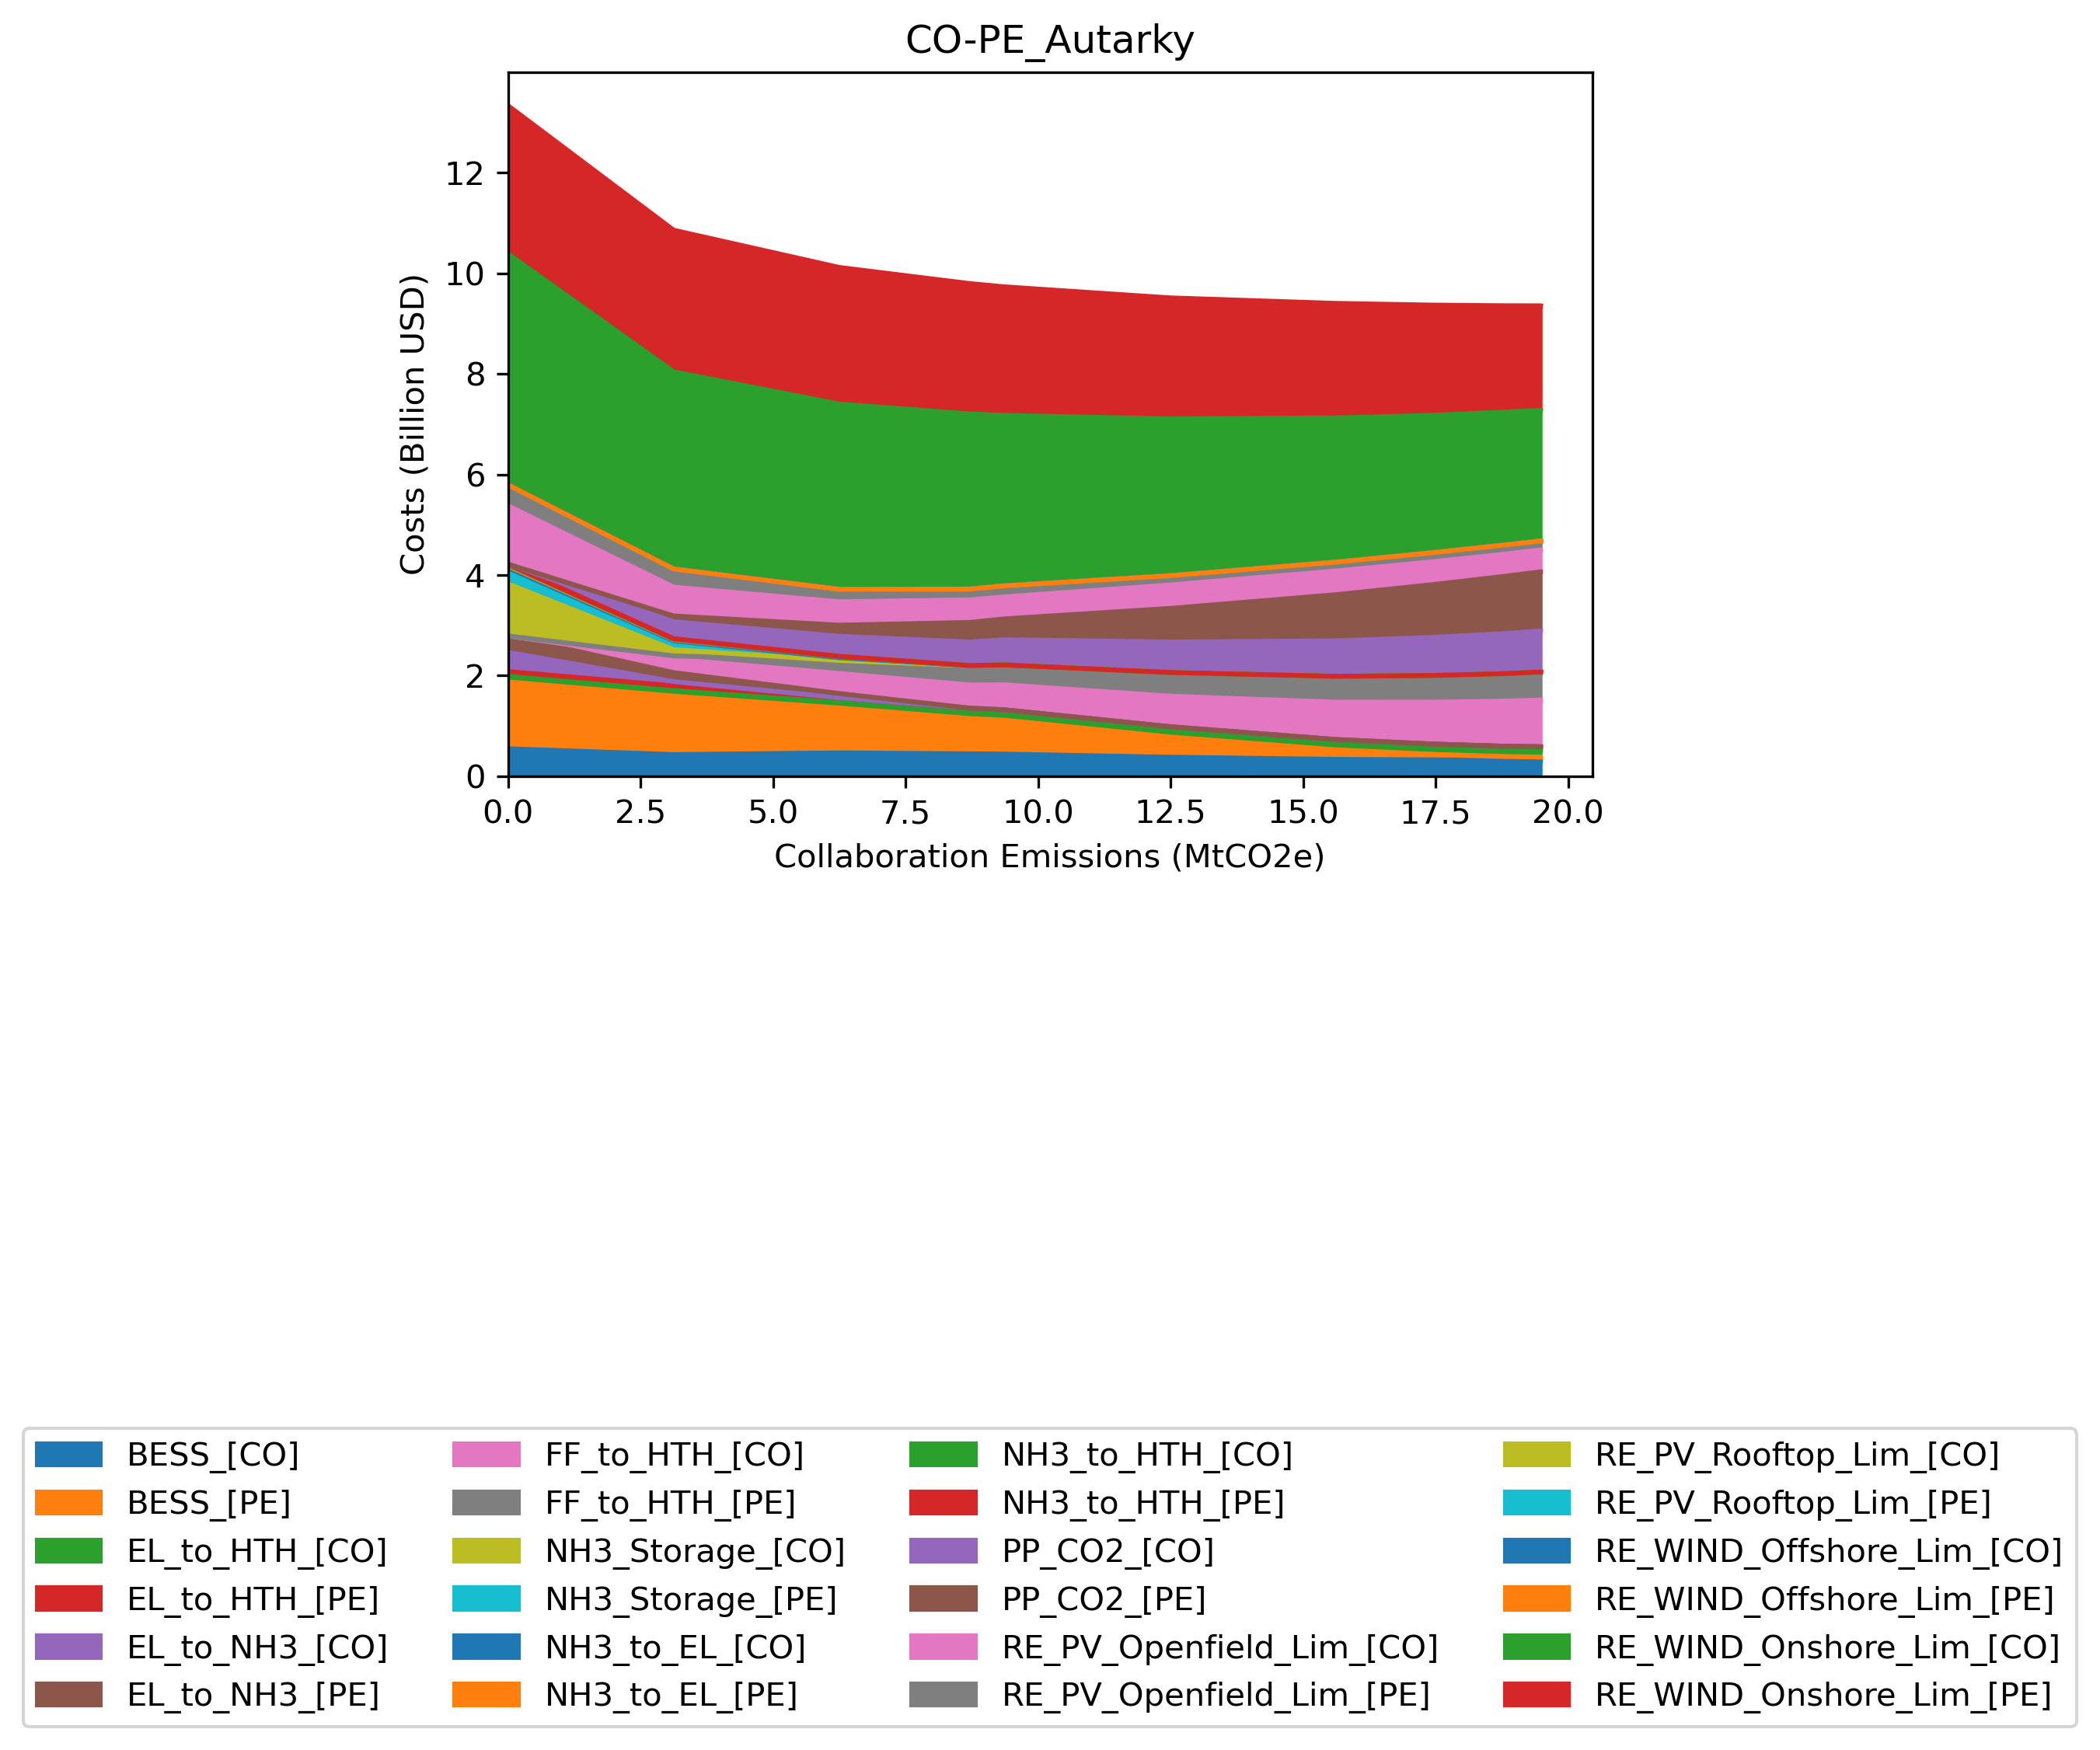 CO-PE_Autarky
Costs (Billion USD)
12
10
8
6
4
2
0
0.0 2.5 5.0 7.5 10.0 12.5 15.0 17.5 20.0
Collaboration Emissions (MtCO2e)
BESS_[CO] FF_to_HTH_[CO] NH3_to_HTH_[CO] RE_PV_Rooftop_Lim_[CO]
BESS_[PE] FF_to_HTH_[PE] NH3_to_HTH_[PE] RE_PV_Rooftop_Lim_[PE]
EL_to_HTH_[CO] NH3_Storage_[CO] PP_CO2_[CO] RE_WIND_Offshore_Lim_[CO]
EL_to_HTH_[PE] NH3_Storage_[PE] PP_CO2_[PE] RE_WIND_Offshore_Lim_[PE]
EL_to_NH3_[CO] NH3_to_EL_[CO] RE_PV_Openfield_Lim_[CO] RE_WIND_Onshore_Lim_[CO]
EL_to_NH3_[PE] NH3_to_EL_[PE] RE_PV_Openfield_Lim_[PE] RE_WIND_Onshore_Lim_[PE]